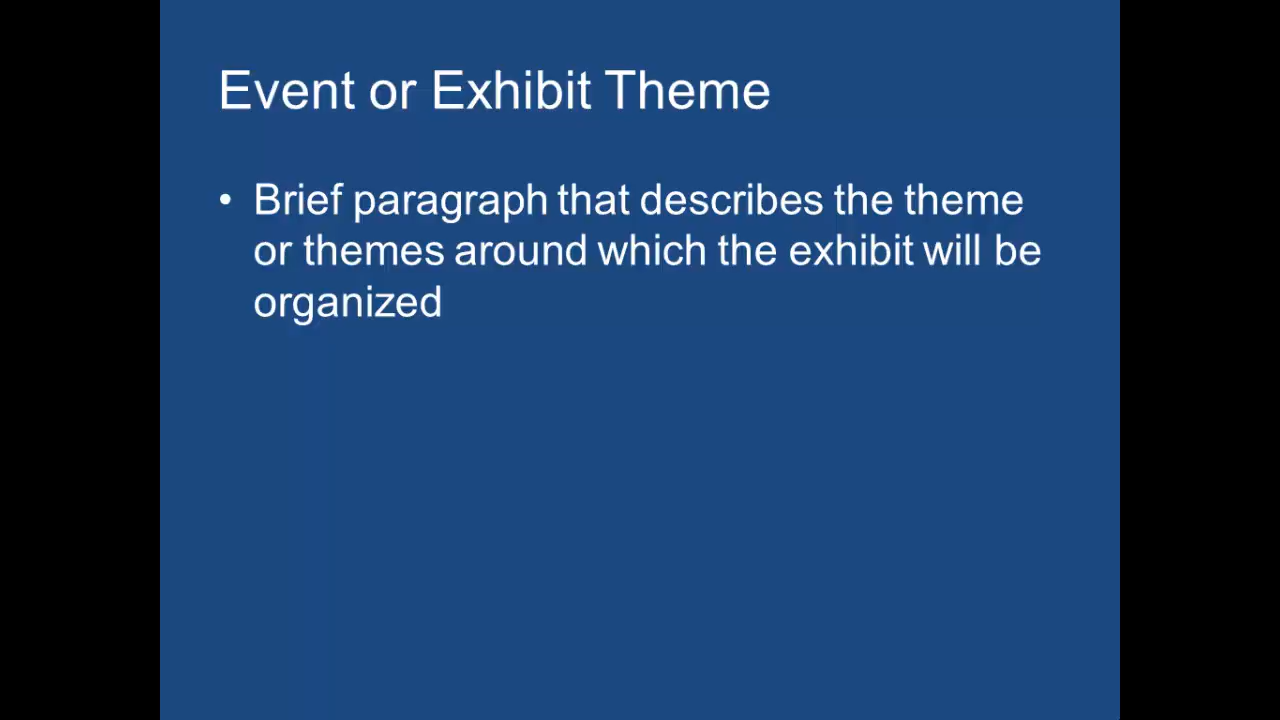 Event or Exhibit Theme
• Brief paragraph that describes the theme
or themes around which the exhibit will be
organized